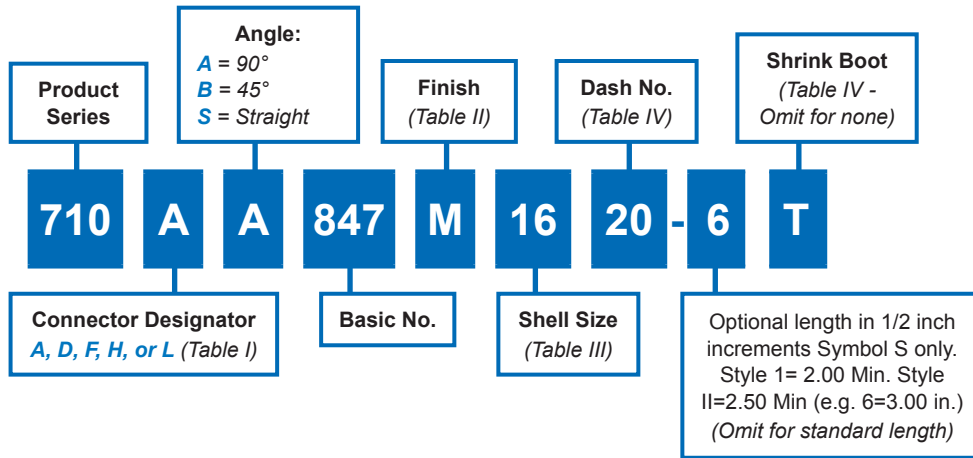 Product
Series
Angle:
A = 90°
B = 45°
S = Straight
Finish
(Table II)
Dash No.
(Table IV)
Shrink Boot
(Table IV -
Omit for none)
710 A A 847 M 16 20 - 6 T
Connector Designator
A, D, F, H, or L (Table I)
Basic No.
Shell Size
(Table III)
Optional length in 1/2 inch
increments Symbol S only.
Style 1= 2.00 Min. Style
II=2.50 Min (e.g. 6=3.00 in.)
(Omit for standard length)